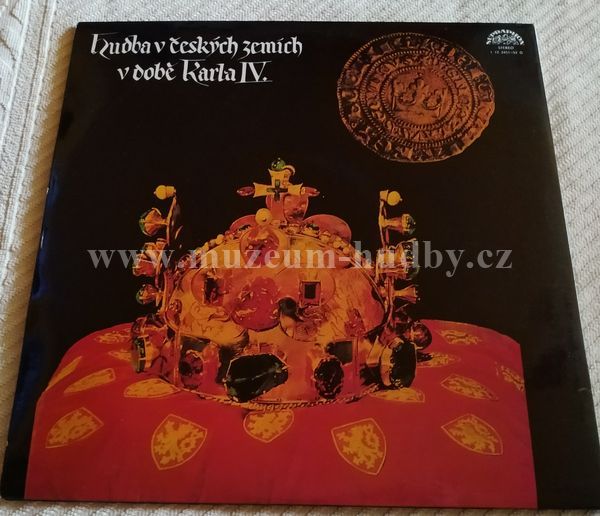 Hudba v českých zemích
v době Karla IV.
SUPRAPHON
STEREO
www.muzeum-hudby.cz